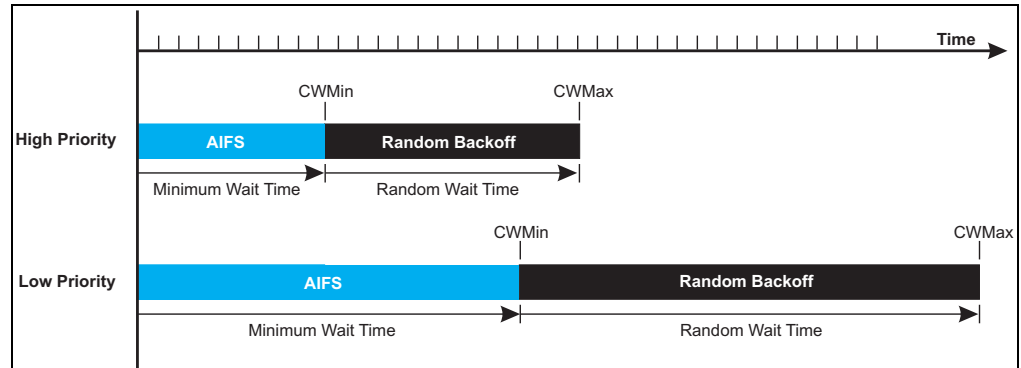 Time
CWMin CWMax
High Priority AIFS Random Backoff
Minimum Wait Time Random Wait Time
CWMin CWMax
Low Priority AIFS Random Backoff
Minimum Wait Time Random Wait Time